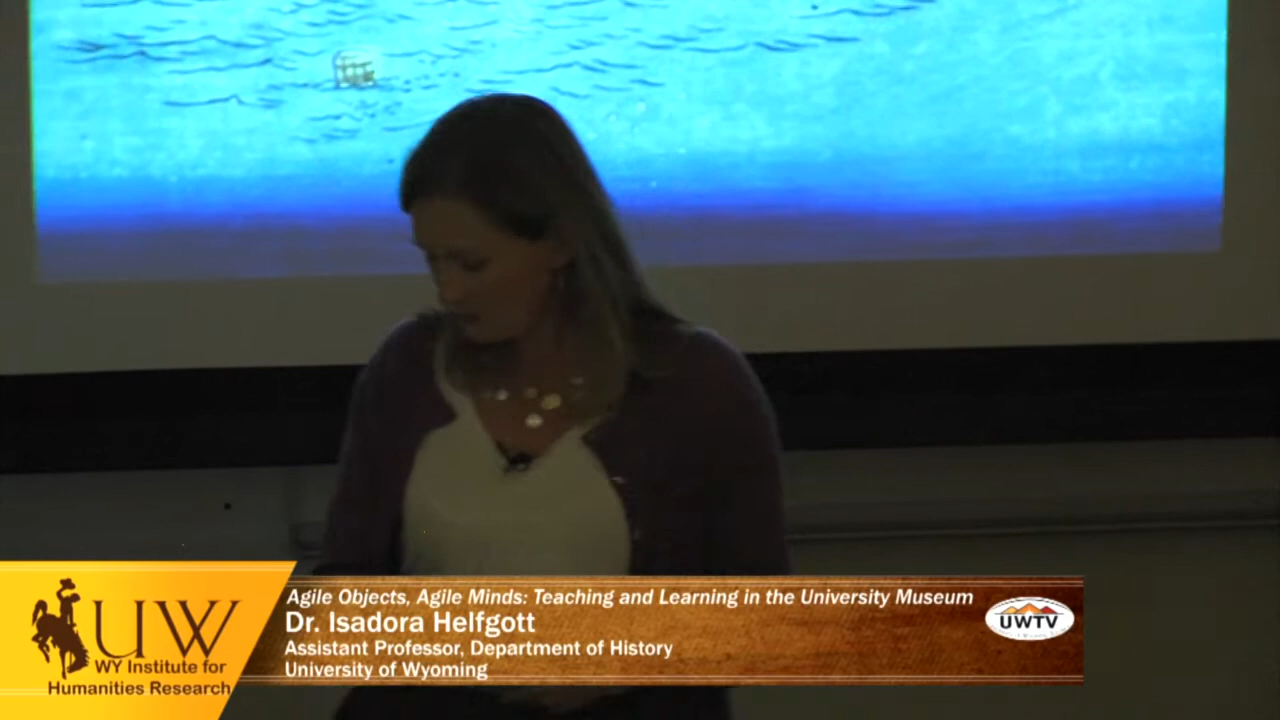 Agile Objects, Agile Minds: Teaching and Learning in the University Museum
Dr. Isadora Helfgott
Assistant Professor, Department of History
University of Wyoming
UW
WY Institute for
Humanities Research
UWTV